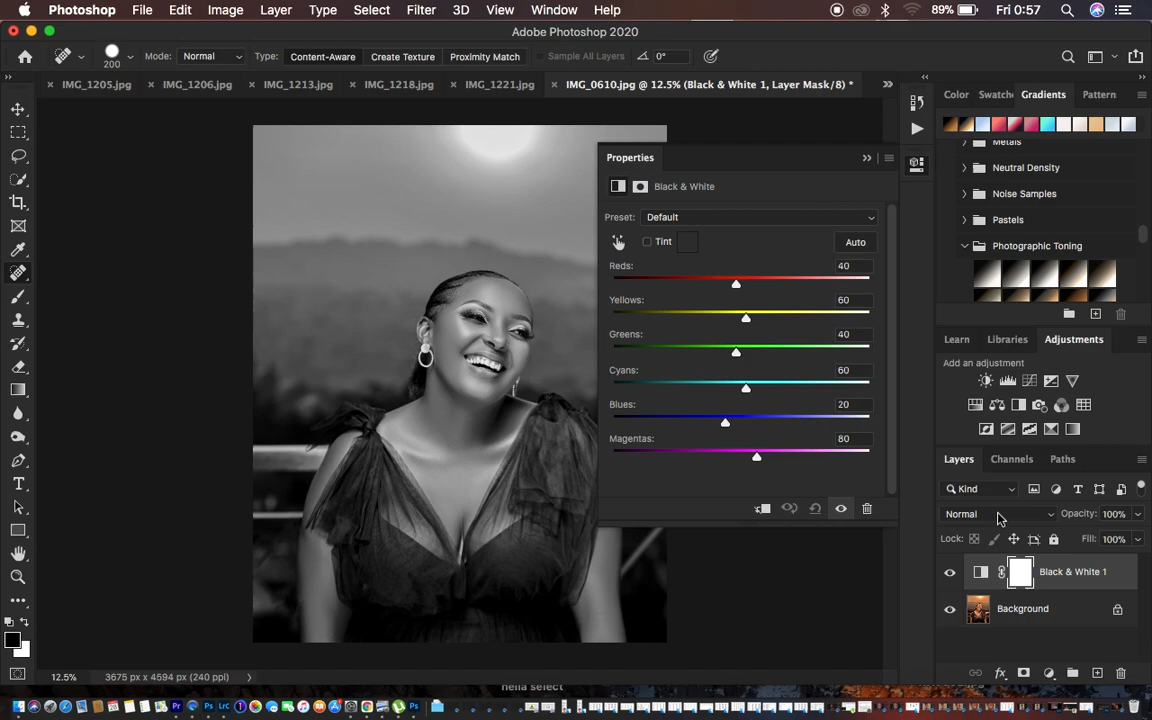 Photoshop File Edit Image Layer Type Select Filter 3D View Window Help 89% Fri 0:57
Adobe Photoshop 2020
200 Mode: Normal Type: Content-Aware Create Texture Proximity Match Sample All Layers 0°
IMG_1205.jpg IMG_1206.jpg IMG_1213.jpg IMG_1218.jpg IMG_1221.jpg IMG_0610.jpg @ 12.5% (Black & White 1, Layer Mask/8) *
Color Swatche Gradients Pattern
Metals
Neutral Density
Noise Samples
Pastels
Photographic Toning
Properties
Black & White
Preset: Default
Tint Auto
Reds: 40
Yellows: 60
Greens: 40
Cyans: 60
Blues: 20
Magentas: 80
Learn Libraries Adjustments
Add an adjustment
Layers Channels Paths
Kind
Normal Opacity: 100%
Lock: Fill: 100%
Black & White 1
Background
12.5% 3675 px x 4594 px (240 ppi)
hella select